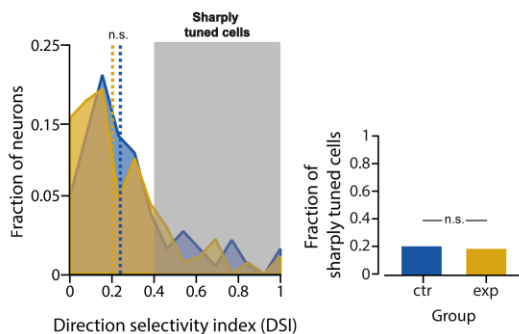 Sharply
tuned cells
n.s.
0.25
0.15
0.05
0
Fraction of neurons
0 0.2 0.4 0.6 0.8 1
Direction selectivity index (DSI)
1
0.8
0.6
0.4
0.2
0
Fraction of
sharply tuned cells
n.s.
ctr exp
Group